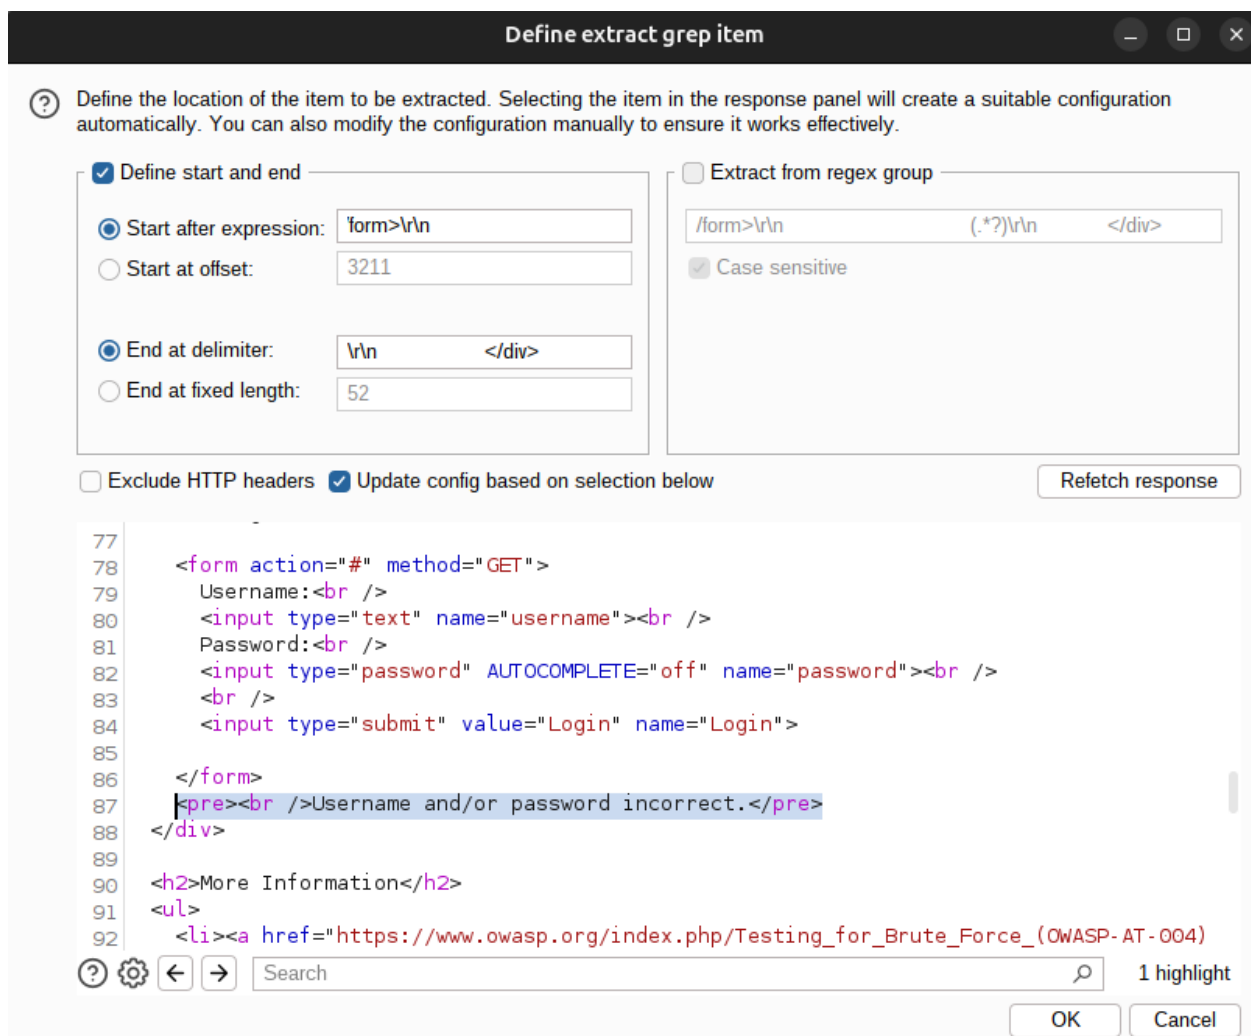 Define extract grep item
Define the location of the item to be extracted. Selecting the item in the response panel will create a suitable configuration
automatically. You can also modify the configuration manually to ensure it works effectively.
Define start and end
Start after expression: form>\r\n
Start at offset: 3211
End at delimiter: \r\n </div>
End at fixed length: 52
Extract from regex group
/form>\r\n (.*?)\r\n </div>
Case sensitive
Exclude HTTP headers Update config based on selection below Refetch response
77
78 <form action="#" method="GET">
79 Username:<br />
80 <input type="text" name="username"><br />
81 Password:<br />
82 <input type="password" AUTOCOMPLETE="off" name="password"><br />
83 <br />
84 <input type="submit" value="Login" name="Login">
85
86 </form>
87 <pre><br />Username and/or password incorrect.</pre>
88 </div>
89
90 <h2>More Information</h2>
91 <ul>
92 <li><a href="https://www.owasp.org/index.php/Testing_for_Brute_Force_(OWASP-AT-004)
Search 1 highlight
OK Cancel